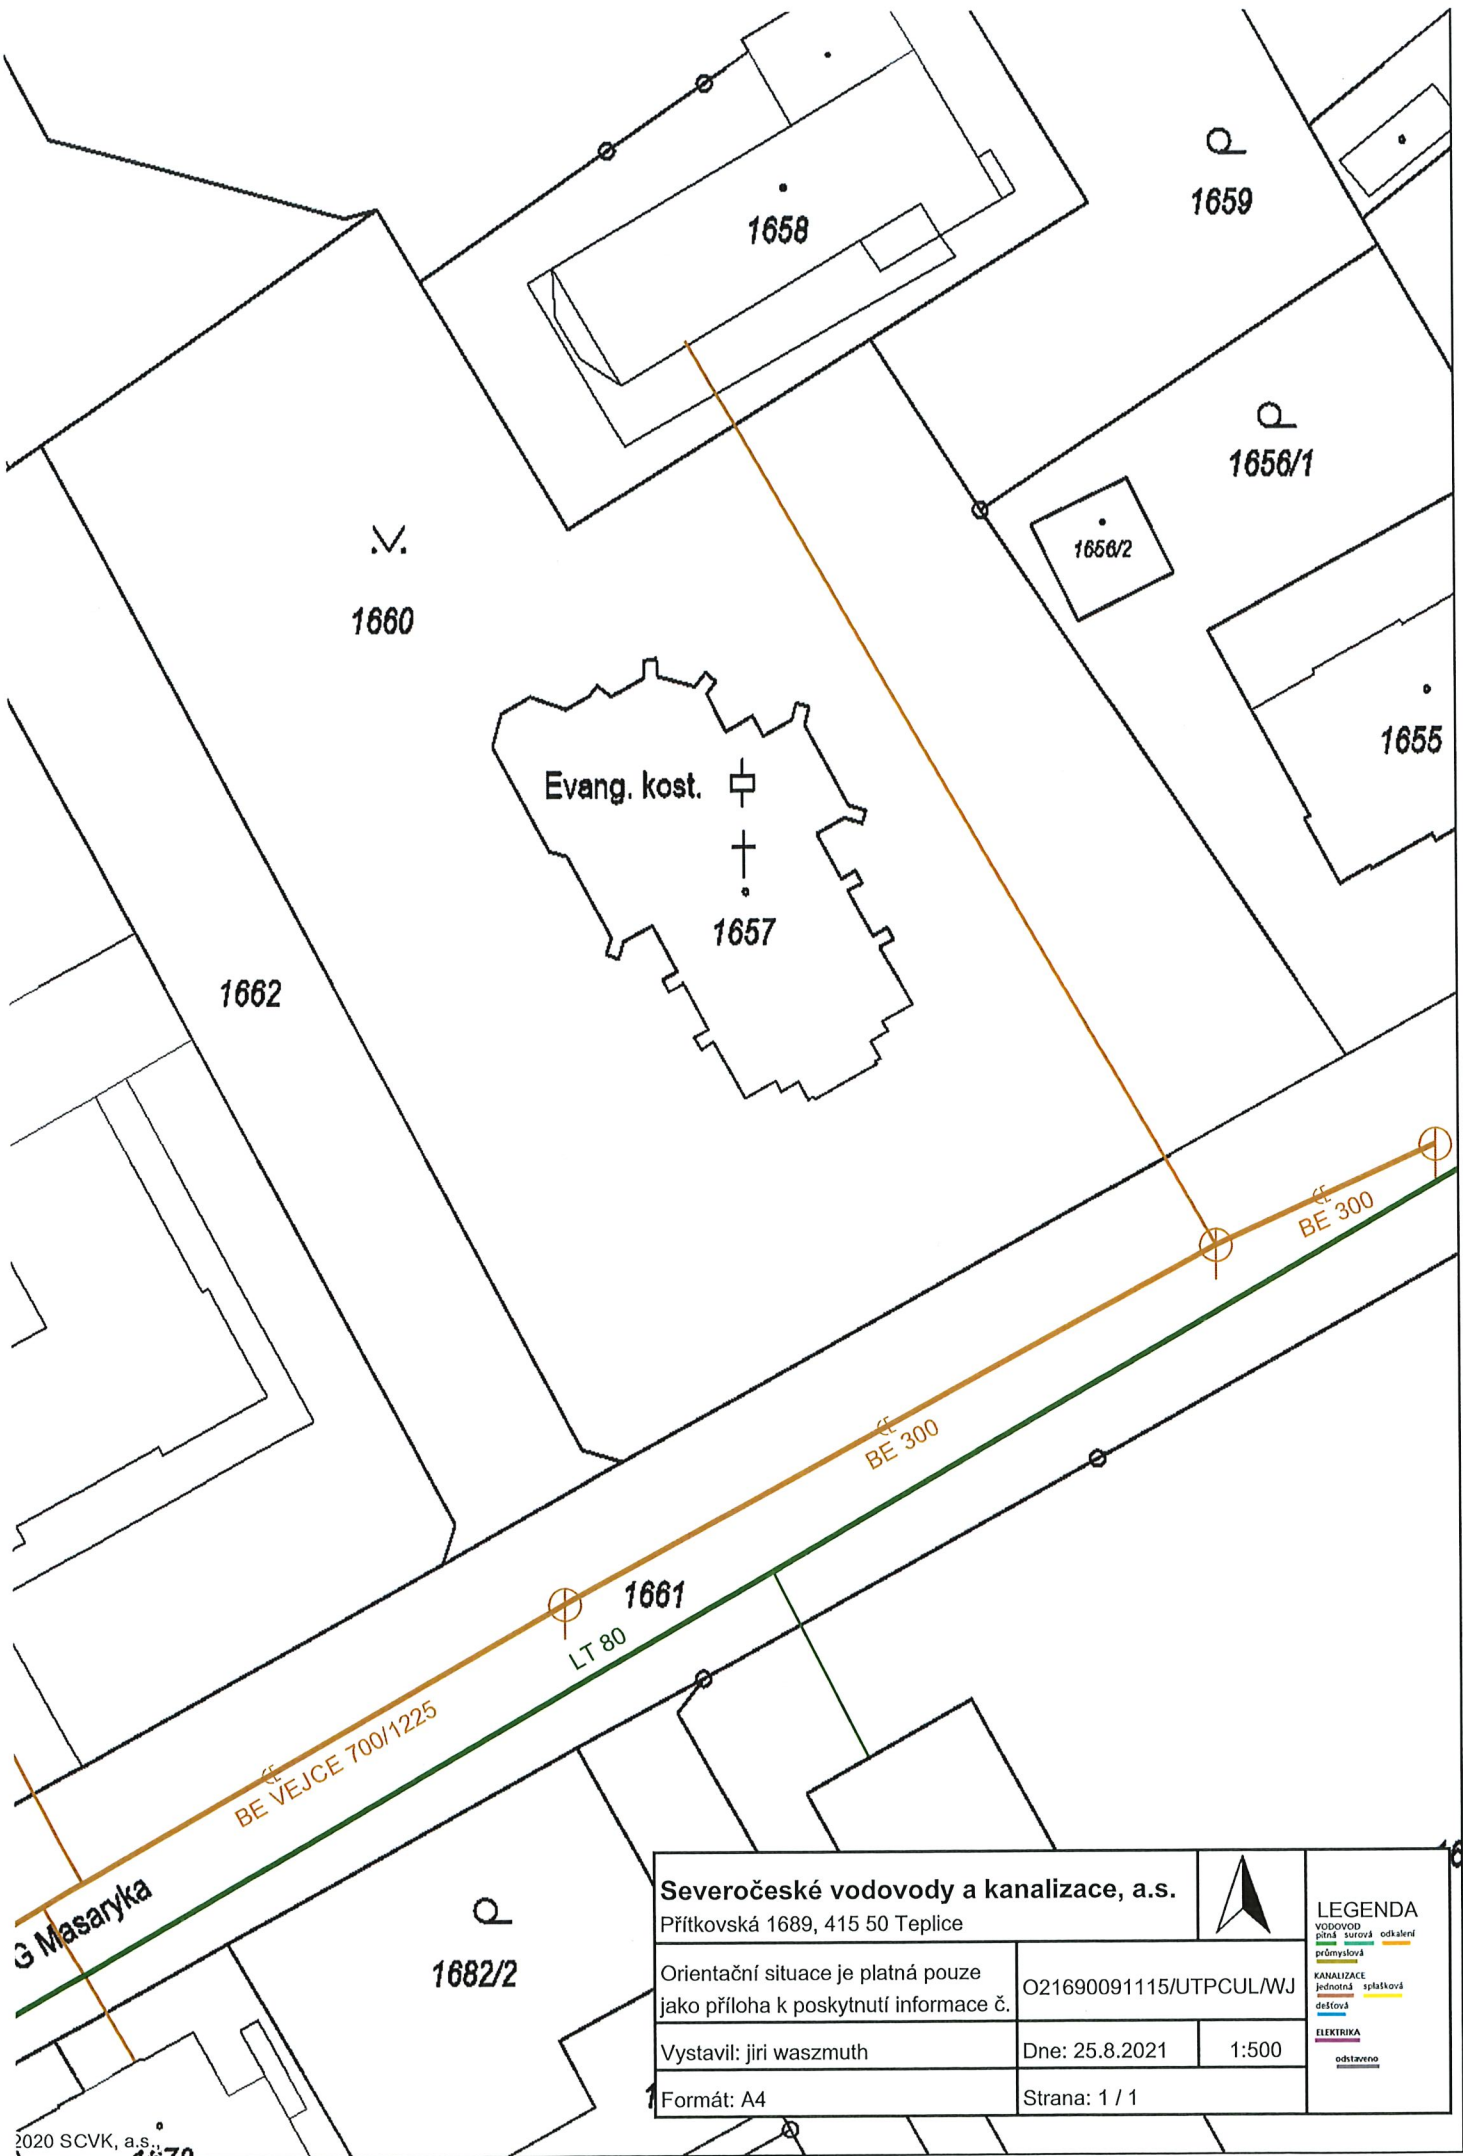 1658
1659
1656/1
1656/2
1660
1655
Evang. kost.
1657
1662
BE 300
BE 300
1661
LT 80
BE VEJCE 700/1225
G Masaryka
1682/2
Severočeské vodovody a kanalizace, a.s.
Přítkovská 1689, 415 50 Teplice
Orientační situace je platná pouze
jako příloha k poskytnutí informace č.
O21690091115/UTPCUL/WJ
Vystavil: jiri waszmuth
Dne: 25.8.2021
1:500
Formát: A4
Strana: 1 / 1
LEGENDA
VODOVOD
pitná surová odkalení
průmyslová
KANALIZACE
jednotná splašková
dešťová
ELEKTRIKA
odstaveno
2020 SCVK, a.s.,